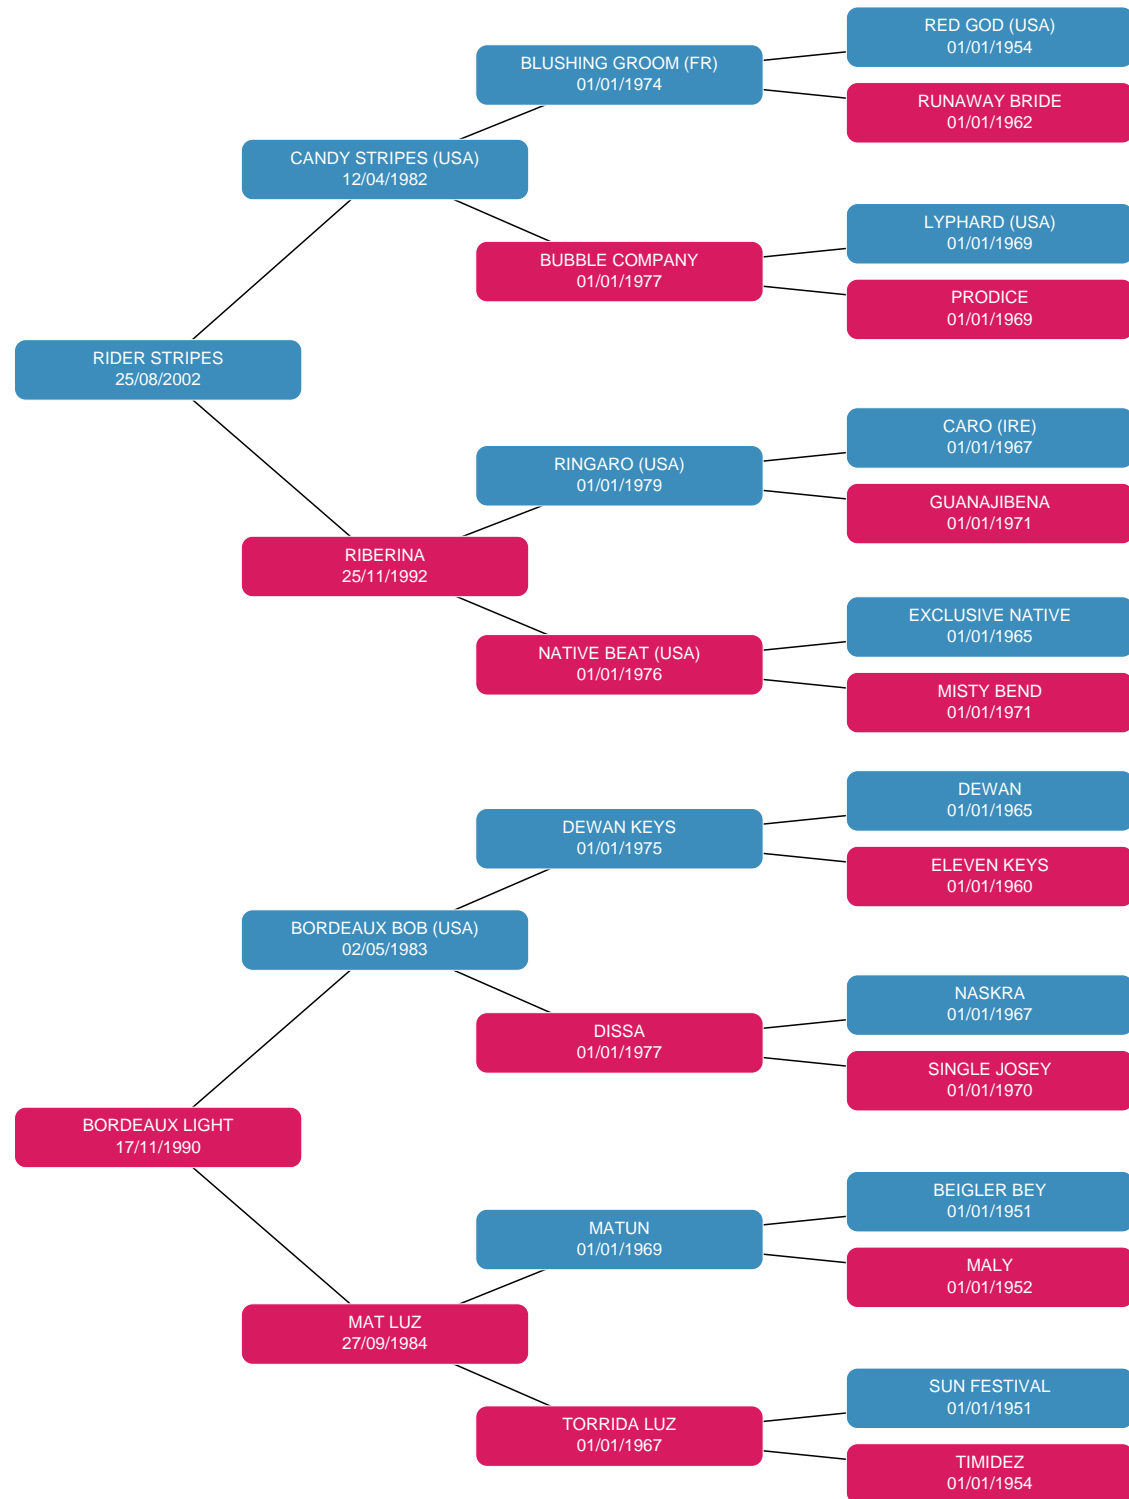 RED GOD (USA)
01/01/1954
BLUSHING GROOM (FR)
01/01/1974
RUNAWAY BRIDE
01/01/1962
CANDY STRIPES (USA)
12/04/1982
LYPHARD (USA)
01/01/1969
BUBBLE COMPANY
01/01/1977
PRODICE
01/01/1969
RIDER STRIPES
25/08/2002
CARO (IRE)
01/01/1967
RINGARO (USA)
01/01/1979
GUANAJIBENA
01/01/1971
RIBERINA
25/11/1992
EXCLUSIVE NATIVE
01/01/1965
NATIVE BEAT (USA)
01/01/1976
MISTY BEND
01/01/1971
DEWAN
01/01/1965
DEWAN KEYS
01/01/1975
ELEVEN KEYS
01/01/1960
BORDEAUX BOB (USA)
02/05/1983
NASKRA
01/01/1967
DISSA
01/01/1977
SINGLE JOSEY
01/01/1970
BORDEAUX LIGHT
17/11/1990
BEIGLER BEY
01/01/1951
MATUN
01/01/1969
MALY
01/01/1952
MAT LUZ
27/09/1984
SUN FESTIVAL
01/01/1951
TORRIDA LUZ
01/01/1967
TIMIDEZ
01/01/1954